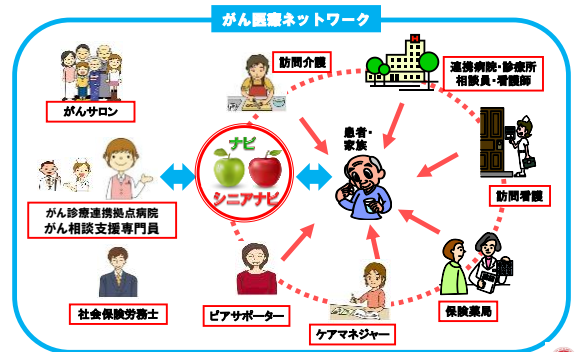 がん医療ネットワーク
がんサロン
訪問介護
連携病院・診療所
相談員・看護師
患者・
家族
ナビ
シニアナビ
訪問看護
がん診療連携拠点病院
がん相談支援専門員
社会保険労務士
ピアサポーター
ケアマネジャー
保険薬局